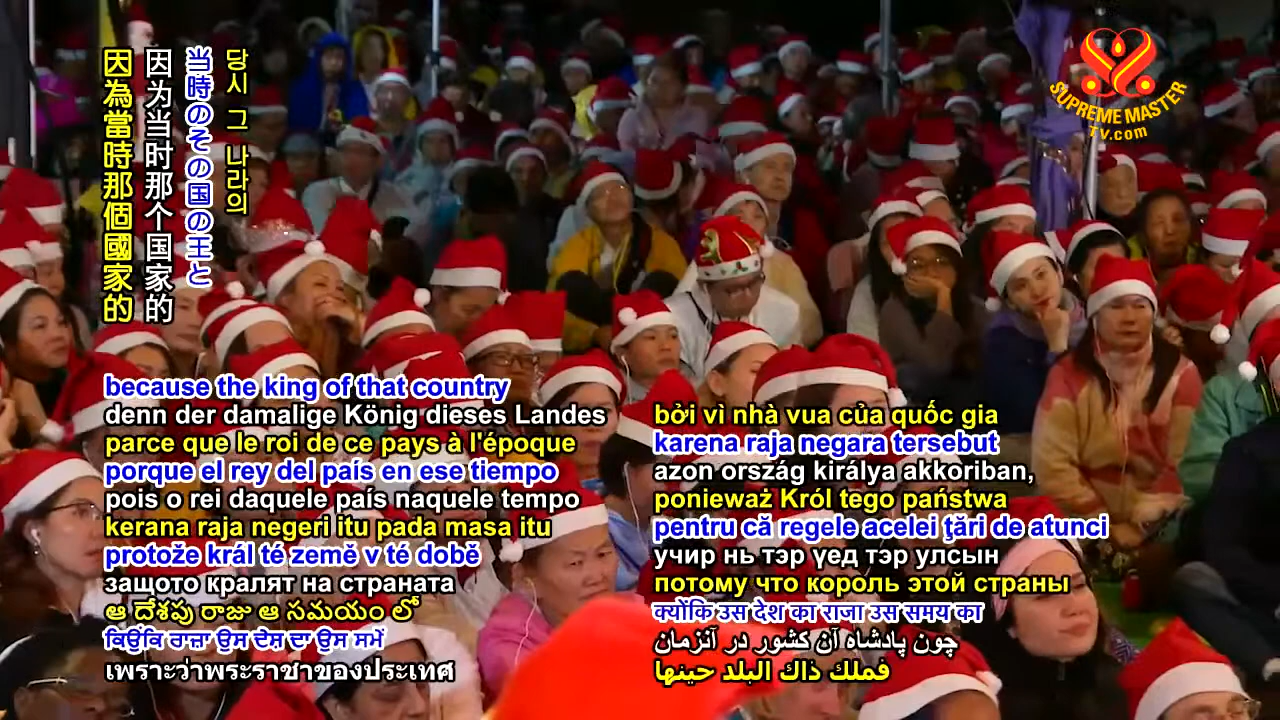 당시 그 나라의
当時のその国の王と
因为当时那个国家的
因為當時那個國家的
because the king of that country
denn der damalige König dieses Landes
parce que le roi de ce pays à l'époque
porque el rey del país en ese tiempo
pois o rei daquele país naquele tempo
kerana raja negeri itu pada masa itu
protože král té země v té době
защото кралят на страната
ఆ దేశపు రాజు ఆ సమయం లో
ਕਿਉਂਕਿ ਰਾਜਾ ਉਸ ਦੇਸ਼ ਦਾ ਉਸ ਸਮੇਂ
เพราะว่าพระราชาของประเทศ
bởi vì nhà vua của quốc gia
karena raja negara tersebut
azon ország királya akkoriban,
ponieważ Król tego państwa
pentru că regele acelei ţări de atunci
учир нь тэр үед тэр улсын
потому что король этой страны
क्योंकि उस देश का राजा उस समय का
چون پادشاه آن کشور در آنزمان
فملك ذاك البلد حينها
SUPREME MASTER
Tv.com